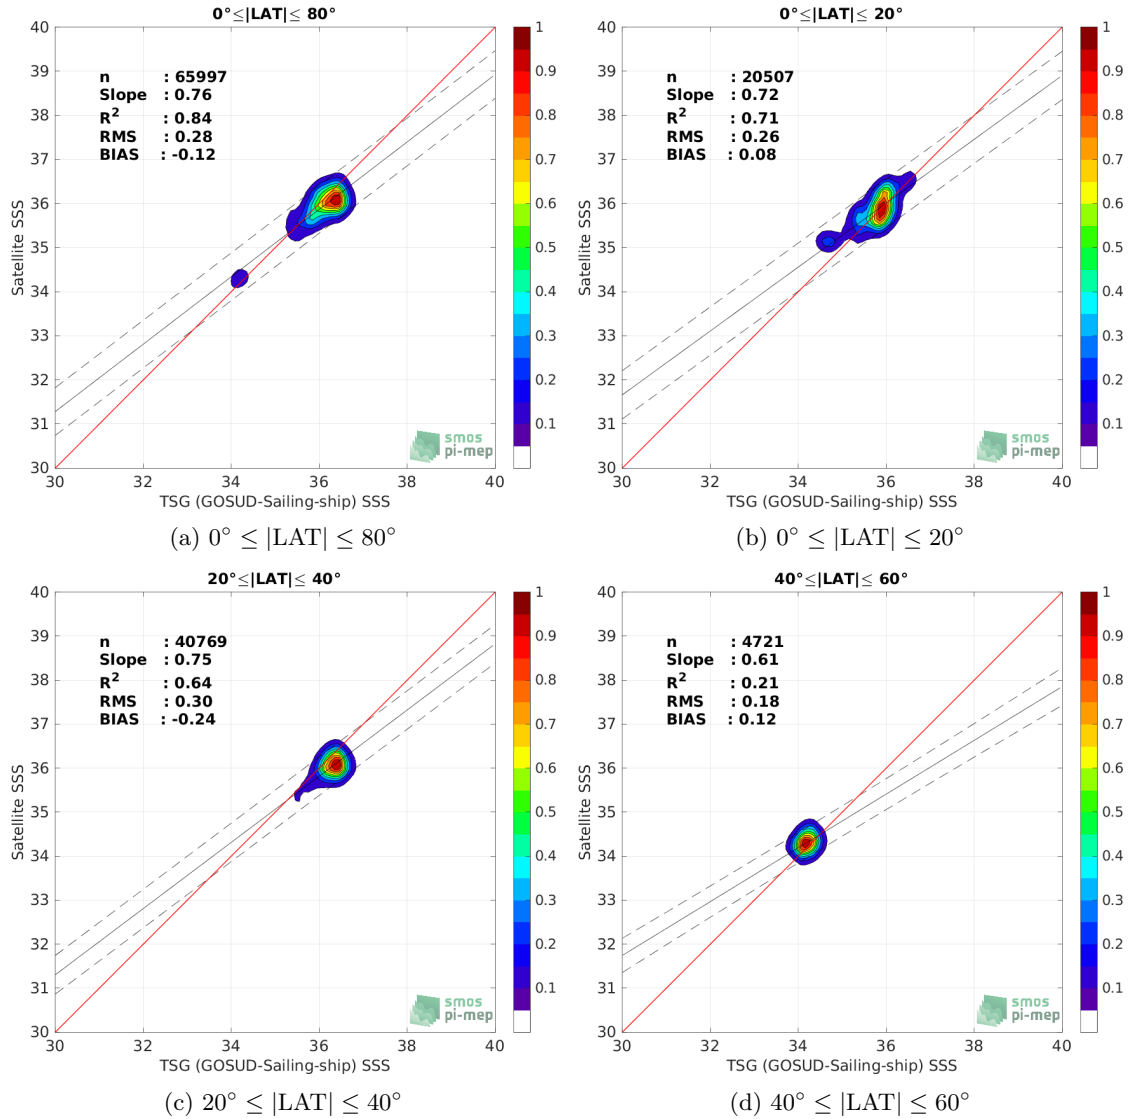 0°≤|LAT|≤ 80°
n : 65997
Slope : 0.76
R² : 0.84
RMS : 0.28
BIAS : -0.12
40
39
38
37
36
35
34
33
32
31
30
30 32 34 36 38 40
Satellite SSS
TSG (GOSUD-Sailing-ship) SSS
smos
pi-mep
1
0.9
0.8
0.7
0.6
0.5
0.4
0.3
0.2
0.1
(a) 0° ≤ |LAT| ≤ 80°
0°≤|LAT|≤ 20°
n : 20507
Slope : 0.72
R² : 0.71
RMS : 0.26
BIAS : 0.08
40
39
38
37
36
35
34
33
32
31
30
30 32 34 36 38 40
Satellite SSS
TSG (GOSUD-Sailing-ship) SSS
smos
pi-mep
1
0.9
0.8
0.7
0.6
0.5
0.4
0.3
0.2
0.1
(b) 0° ≤ |LAT| ≤ 20°
20°≤|LAT|≤ 40°
n : 40769
Slope : 0.75
R² : 0.64
RMS : 0.30
BIAS : -0.24
40
39
38
37
36
35
34
33
32
31
30
30 32 34 36 38 40
Satellite SSS
TSG (GOSUD-Sailing-ship) SSS
smos
pi-mep
1
0.9
0.8
0.7
0.6
0.5
0.4
0.3
0.2
0.1
(c) 20° ≤ |LAT| ≤ 40°
40°≤|LAT|≤ 60°
n : 4721
Slope : 0.61
R² : 0.21
RMS : 0.18
BIAS : 0.12
40
39
38
37
36
35
34
33
32
31
30
30 32 34 36 38 40
Satellite SSS
TSG (GOSUD-Sailing-ship) SSS
smos
pi-mep
1
0.9
0.8
0.7
0.6
0.5
0.4
0.3
0.2
0.1
(d) 40° ≤ |LAT| ≤ 60°